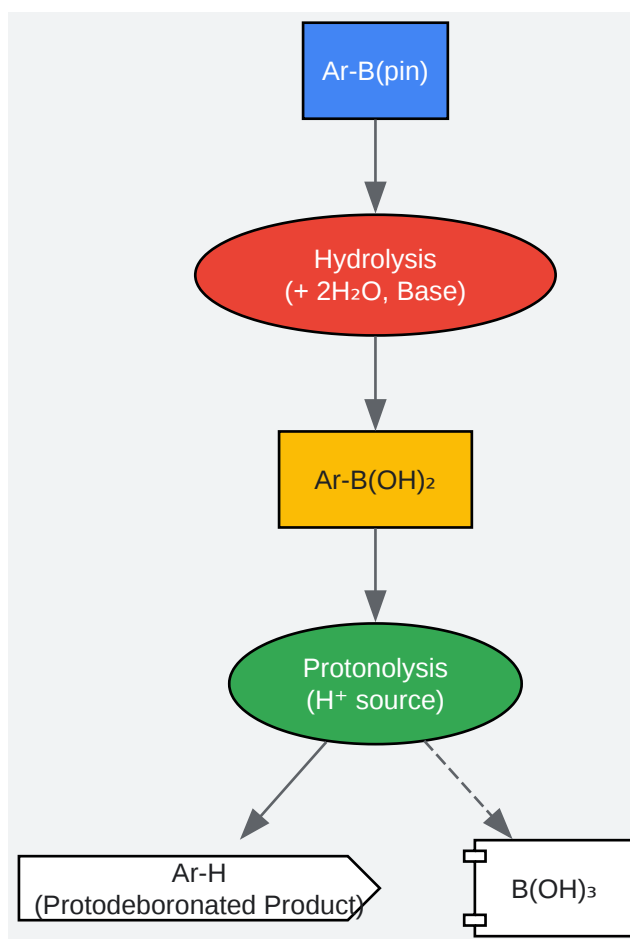 Ar-B(pin)
Hydrolysis
(+ 2H₂O, Base)
Ar-B(OH)₂
Protonolysis
(H⁺ source)
Ar-H
(Protodeboronated Product)
B(OH)₃